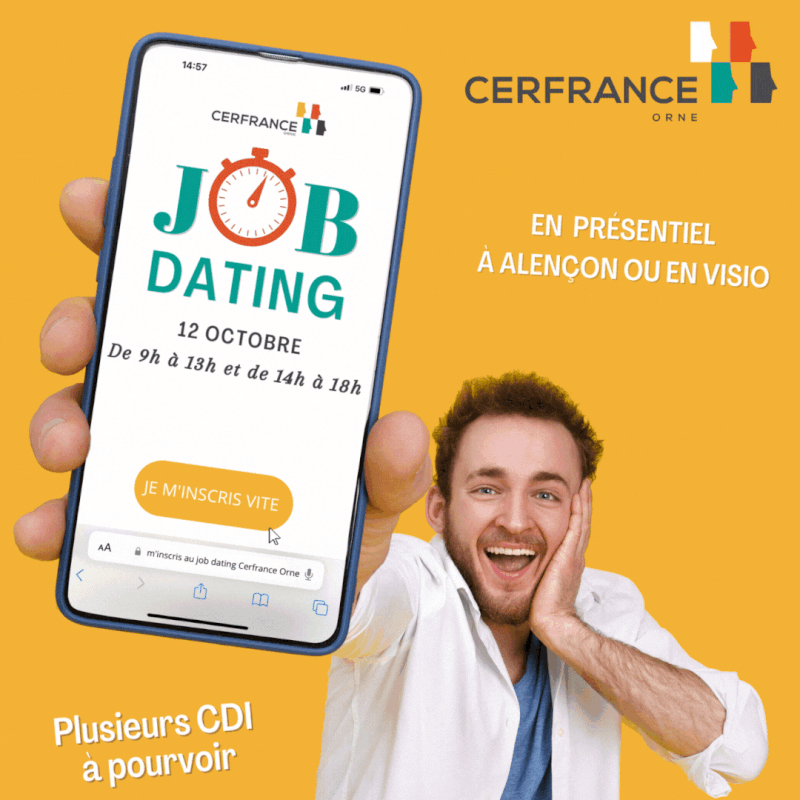 14:57
5G
CERFRANCE
ORNE
CERFRANCE
ORNE
JOB
DATING
12 OCTOBRE
De 9h à 13h et de 14h à 18h
EN PRÉSENTIEL
À ALENÇON OU EN VISIO
JE M'INSCRIS VITE
AA m'inscris au job dating Cerfrance Orne
Plusieurs CDI
à pourvoir